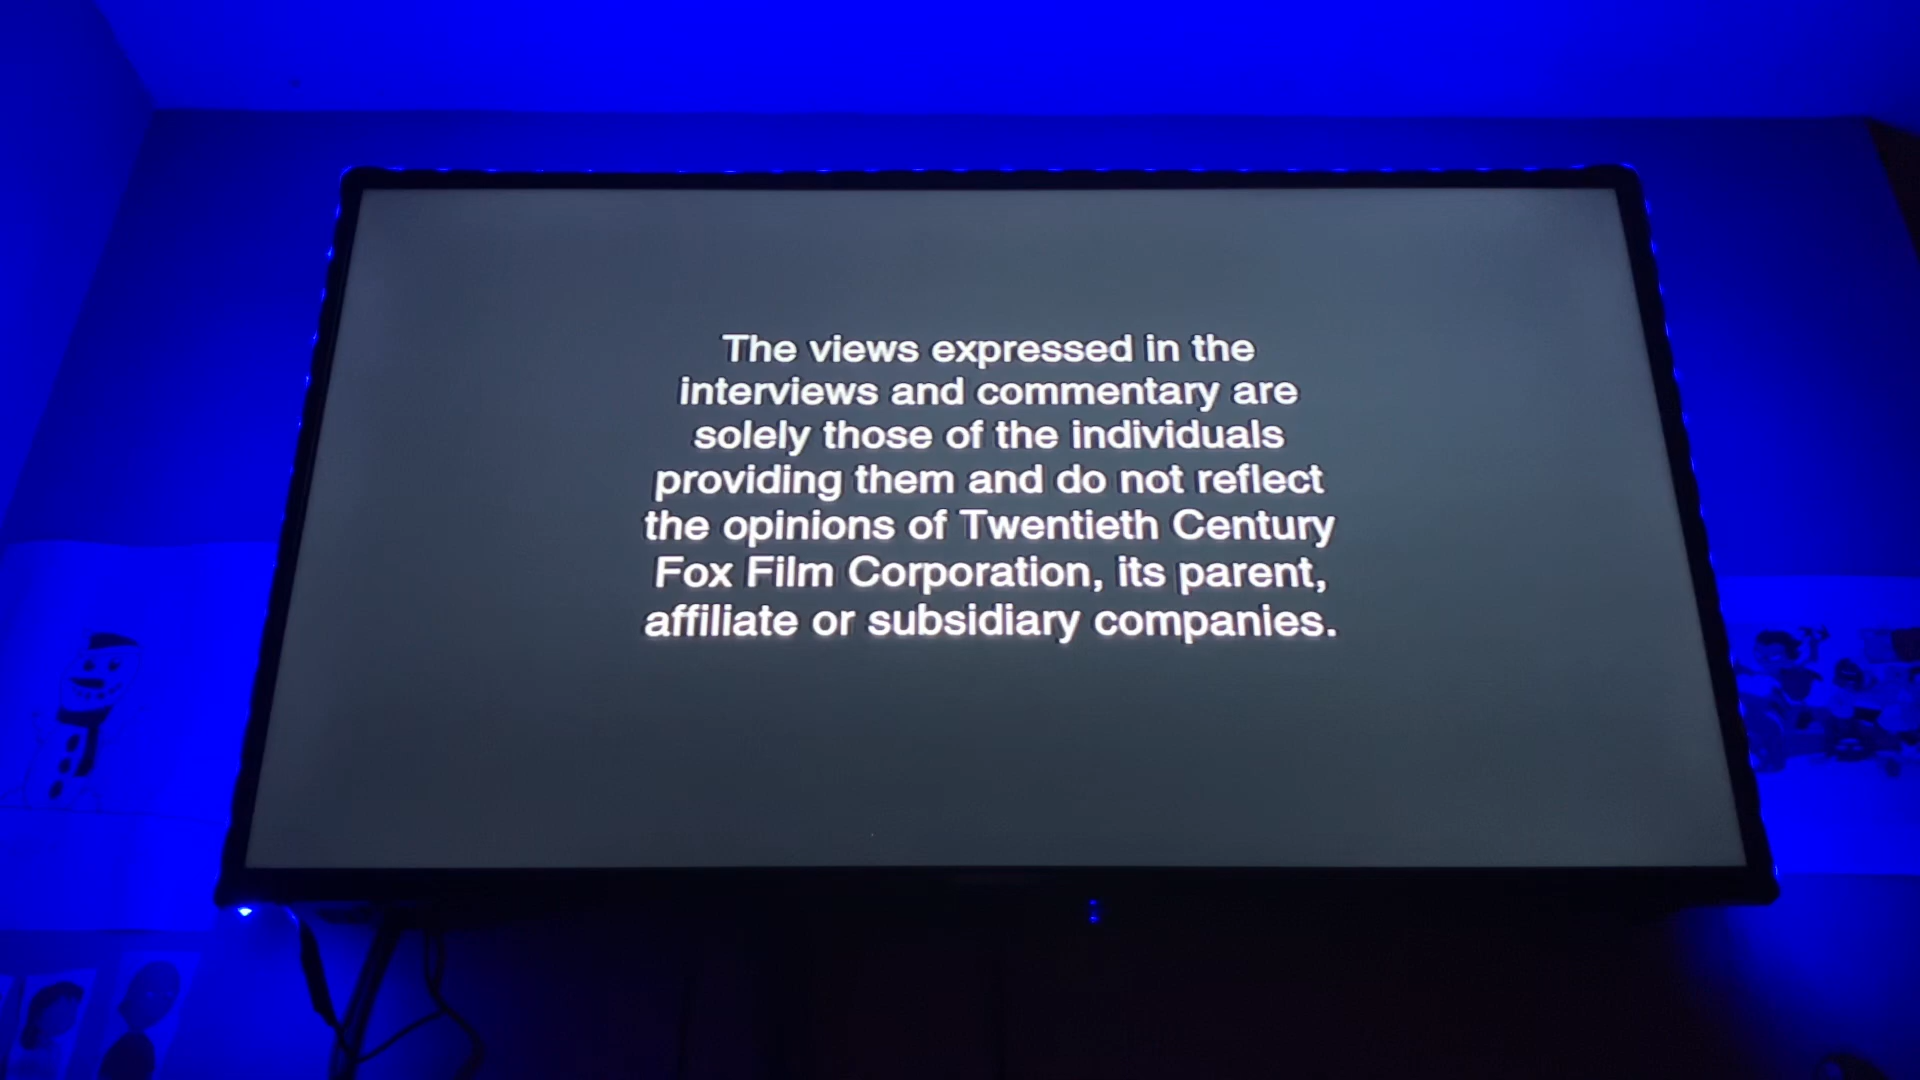 The views expressed in the
interviews and commentary are
solely those of the individuals
providing them and do not reflect
the opinions of Twentieth Century
Fox Film Corporation, its parent,
affiliate or subsidiary companies.